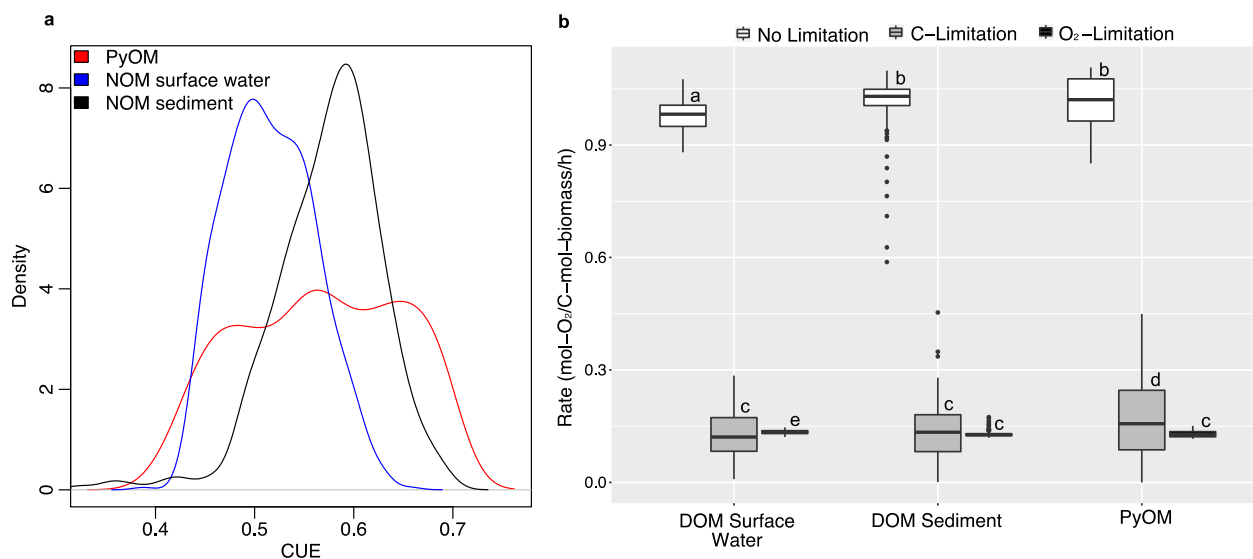 a
PyOM
NOM surface water
NOM sediment
8
6
4
2
0
Density
0.4 0.5 0.6 0.7
CUE
b
No Limitation C−Limitation O₂−Limitation
Rate (mol−O₂/C−mol−biomass/h)
0.9
0.6
0.3
0.0
a b b
c e c c d c
DOM Surface
Water
DOM Sediment
PyOM